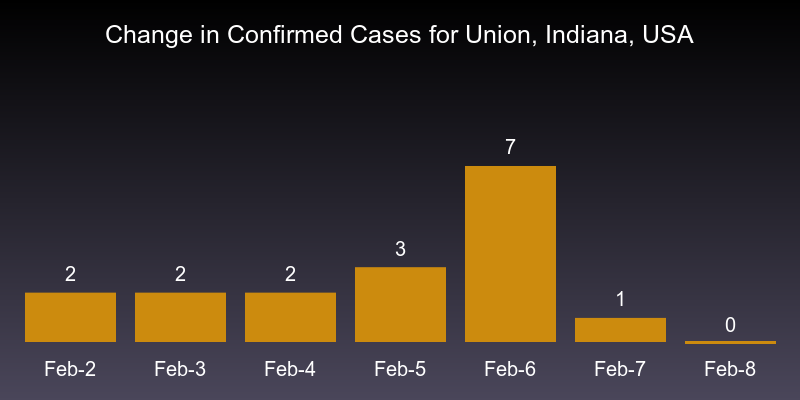 Change in Confirmed Cases for Union, Indiana, USA
7
3
2 2 2
1
0
Feb-2 Feb-3 Feb-4 Feb-5 Feb-6 Feb-7 Feb-8